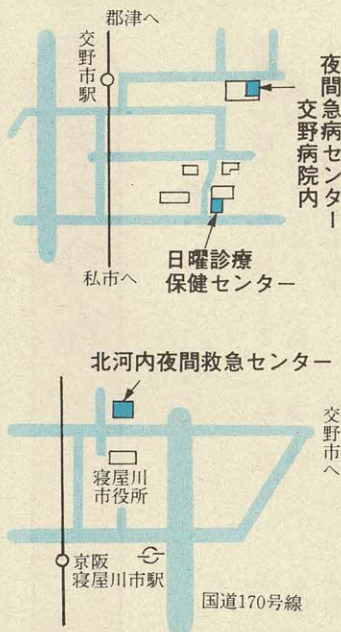 郡津へ
交野市駅
夜間急病センター
交野病院内
日曜診療
保健センター
私市へ
北河内夜間救急センター
交野市へ
寝屋川
市役所
京阪
寝屋川市駅
国道170号線